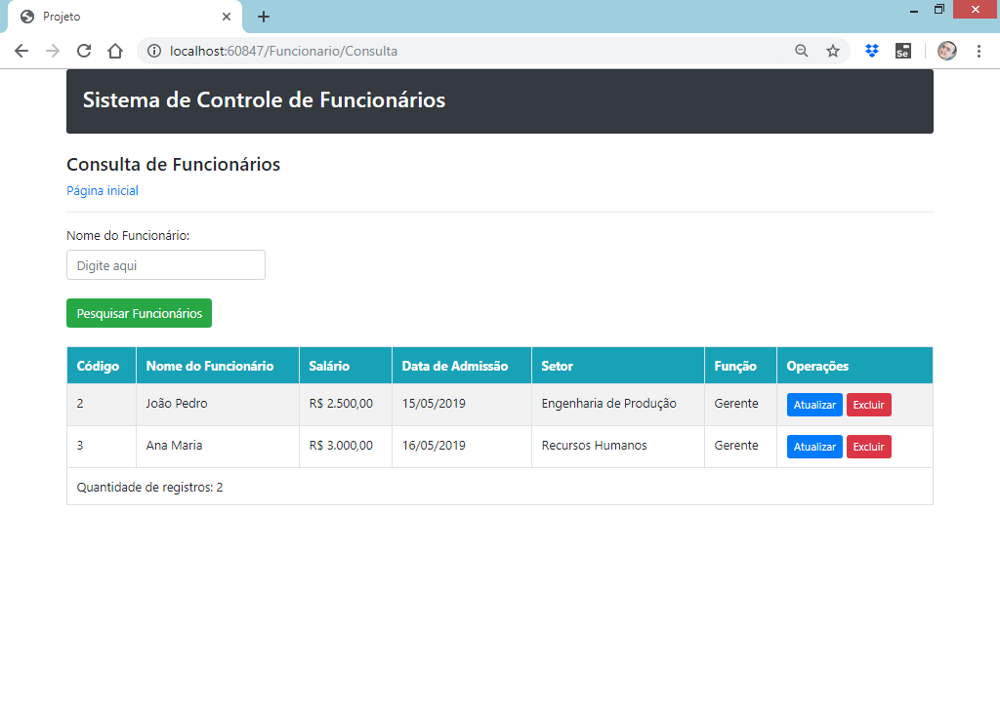 Projeto
localhost:60847/Funcionario/Consulta
Se
Sistema de Controle de Funcionários
Consulta de Funcionários
Página inicial
Nome do Funcionário:
Digite aqui
Pesquisar Funcionários
Código Nome do Funcionário Salário Data de Admissão Setor Função Operações
2 João Pedro R$ 2.500,00 15/05/2019 Engenharia de Produção Gerente Atualizar Excluir
3 Ana Maria R$ 3.000,00 16/05/2019 Recursos Humanos Gerente Atualizar Excluir
Quantidade de registros: 2